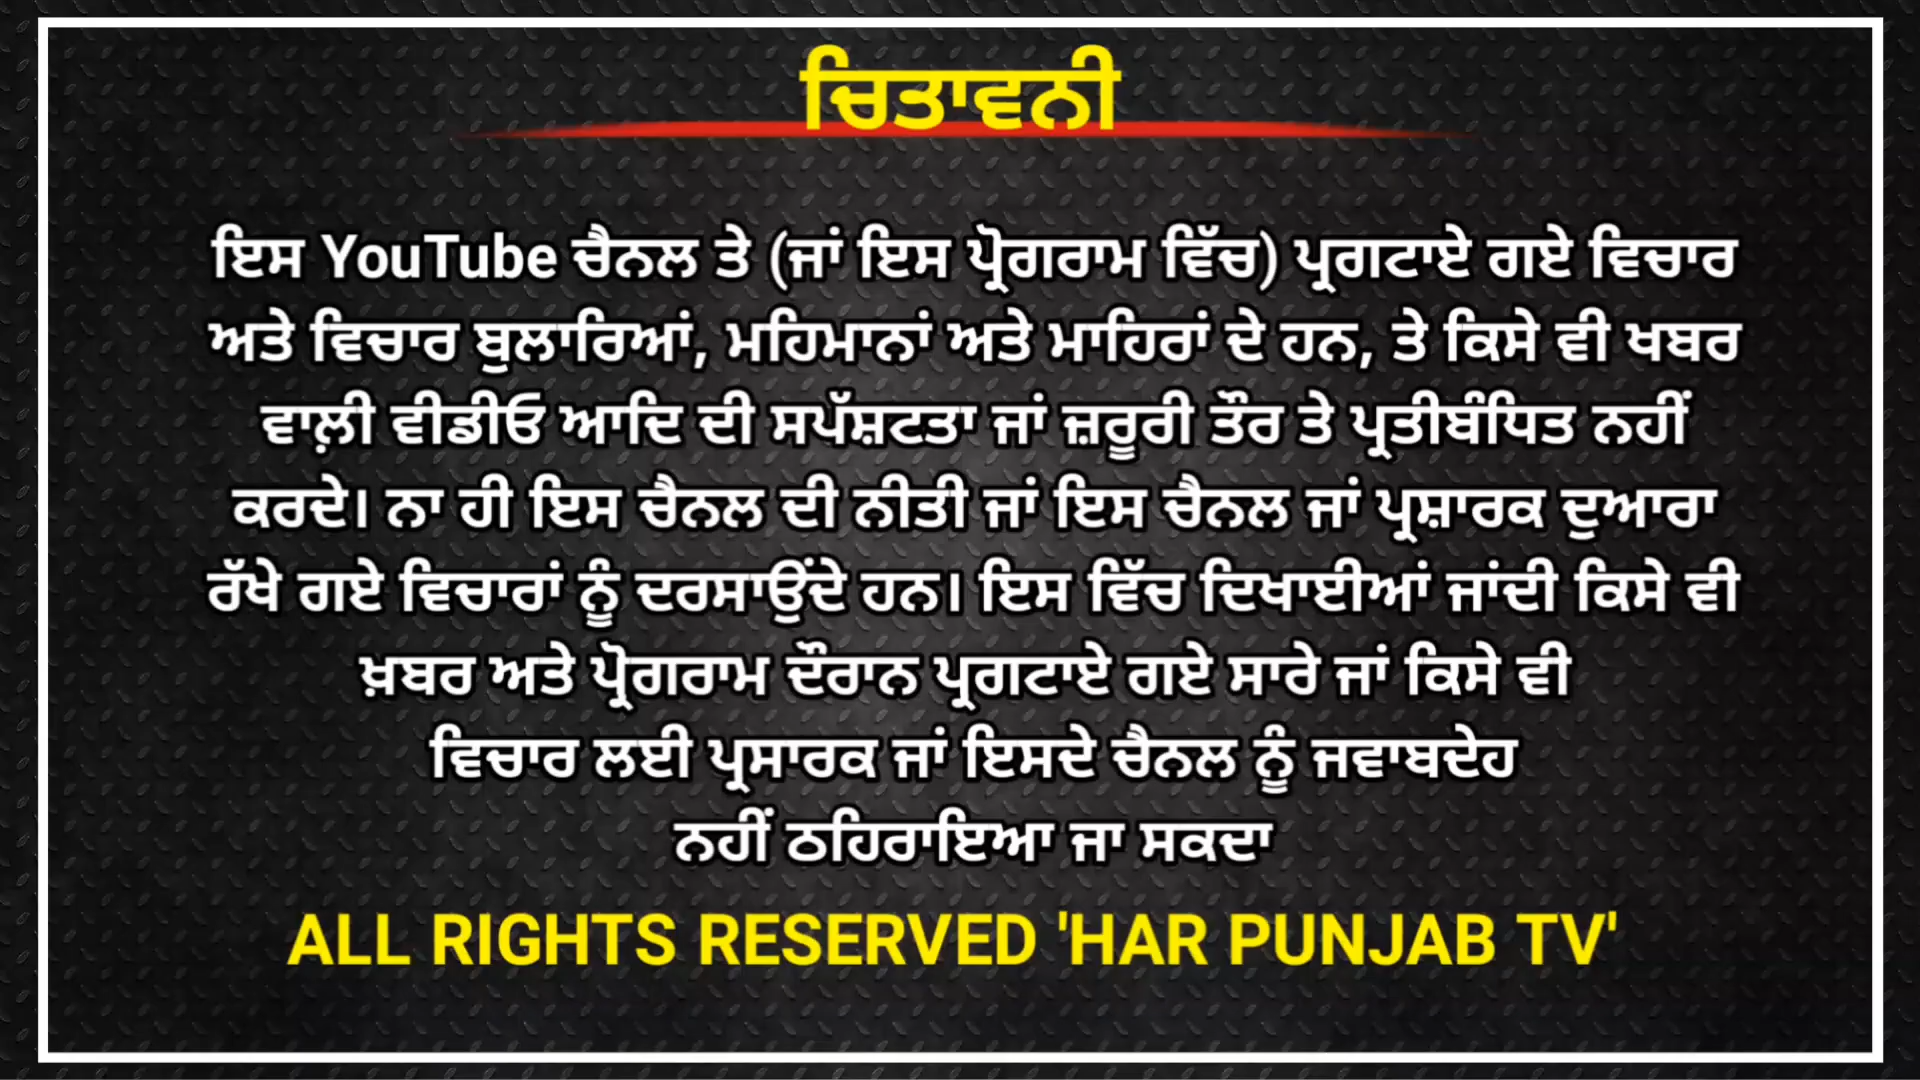 ਚਿਤਾਵਨੀ
ਇਸ YouTube ਚੈਨਲ ਤੇ (ਜਾਂ ਇਸ ਪ੍ਰੋਗਰਾਮ ਵਿੱਚ) ਪ੍ਰਗਟਾਏ ਗਏ ਵਿਚਾਰ
ਅਤੇ ਵਿਚਾਰ ਬੁਲਾਰਿਆਂ, ਮਹਿਮਾਨਾਂ ਅਤੇ ਮਾਹਿਰਾਂ ਦੇ ਹਨ, ਤੇ ਕਿਸੇ ਵੀ ਖਬਰ
ਵਾਲ਼ੀ ਵੀਡੀਓ ਆਦਿ ਦੀ ਸਪੱਸ਼ਟਤਾ ਜਾਂ ਜ਼ਰੂਰੀ ਤੌਰ ਤੇ ਪ੍ਰਤੀਬੰਧਿਤ ਨਹੀਂ
ਕਰਦੇ। ਨਾ ਹੀ ਇਸ ਚੈਨਲ ਦੀ ਨੀਤੀ ਜਾਂ ਇਸ ਚੈਨਲ ਜਾਂ ਪ੍ਰਸ਼ਾਰਕ ਦੁਆਰਾ
ਰੱਖੇ ਗਏ ਵਿਚਾਰਾਂ ਨੂੰ ਦਰਸਾਉਂਦੇ ਹਨ। ਇਸ ਵਿੱਚ ਦਿਖਾਈਆਂ ਜਾਂਦੀ ਕਿਸੇ ਵੀ
ਖ਼ਬਰ ਅਤੇ ਪ੍ਰੋਗਰਾਮ ਦੌਰਾਨ ਪ੍ਰਗਟਾਏ ਗਏ ਸਾਰੇ ਜਾਂ ਕਿਸੇ ਵੀ
ਵਿਚਾਰ ਲਈ ਪ੍ਰਸਾਰਕ ਜਾਂ ਇਸਦੇ ਚੈਨਲ ਨੂੰ ਜਵਾਬਦੇਹ
ਨਹੀਂ ਠਹਿਰਾਇਆ ਜਾ ਸਕਦਾ
ALL RIGHTS RESERVED 'HAR PUNJAB TV'